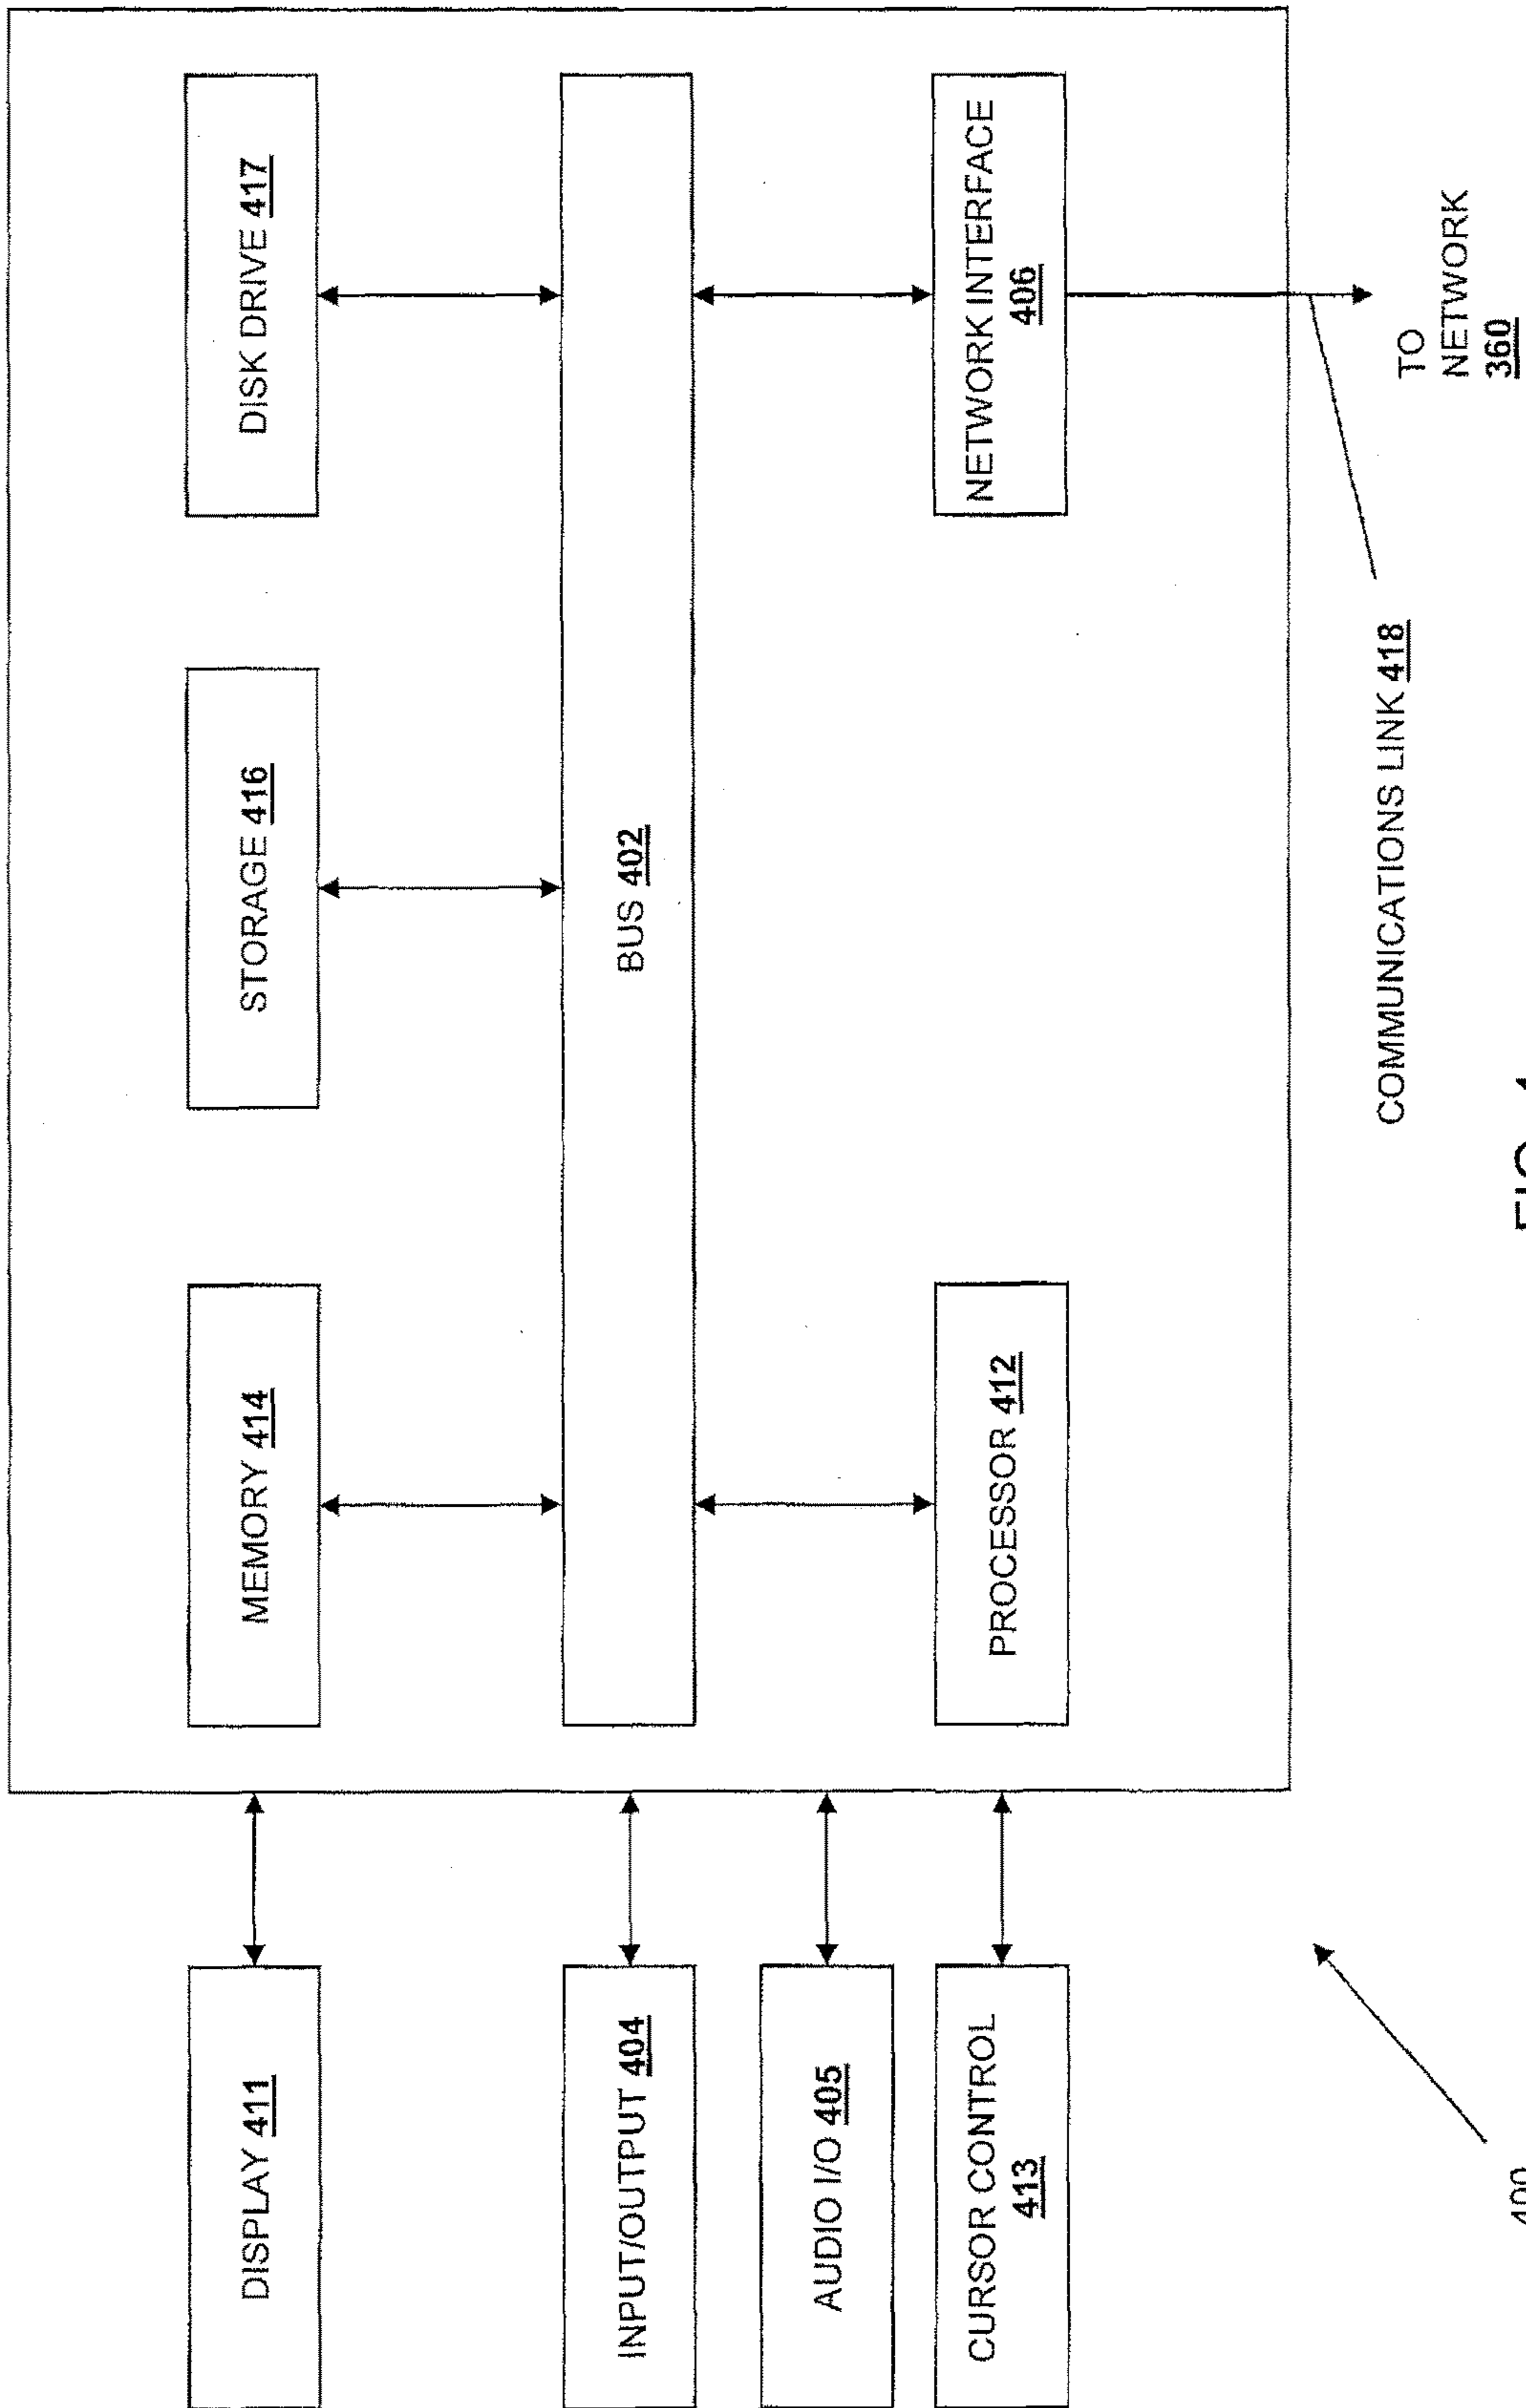 DISPLAY 411
MEMORY 414
STORAGE 416
DISK DRIVE 417
INPUT/OUTPUT 404
BUS 402
AUDIO I/O 405
CURSOR CONTROL
413
PROCESSOR 412
NETWORK INTERFACE
406
COMMUNICATIONS LINK 418
TO
NETWORK
360